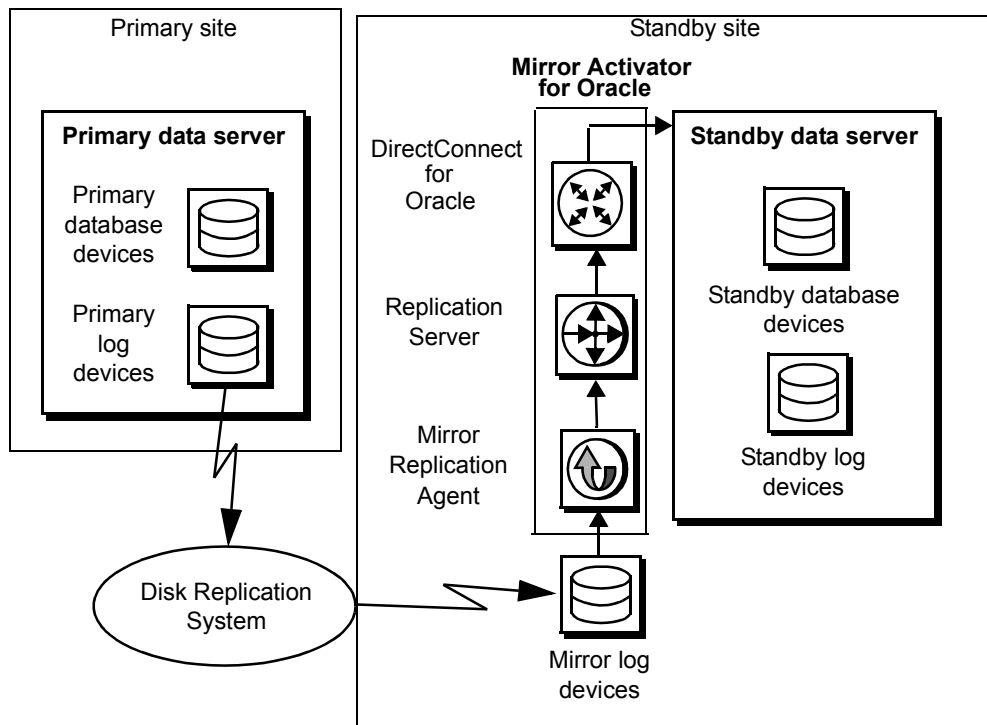 Primary site
Primary data server
Primary
database
devices
Primary
log
devices
Disk Replication
System
Standby site
Mirror Activator
for Oracle
DirectConnect
for
Oracle
Replication
Server
Mirror
Replication
Agent
Mirror log
devices
Standby data server
Standby database
devices
Standby log
devices